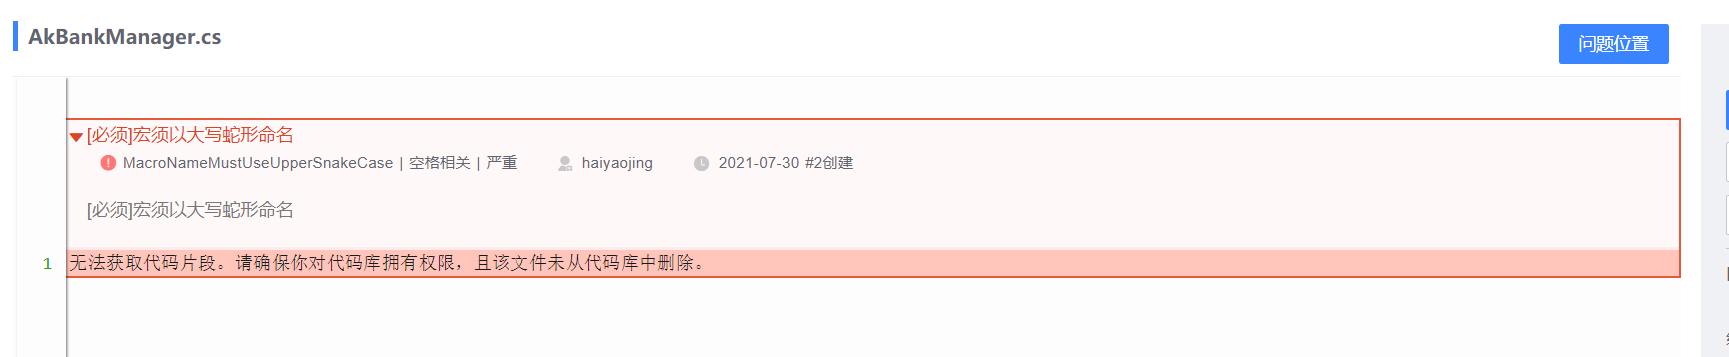 AkBankManager.cs
问题位置
[必须]宏须以大写蛇形命名
MacroNameMustUseUpperSnakeCase | 空格相关 | 严重 haiyaojing 2021-07-30 #2创建
[必须]宏须以大写蛇形命名
1 无法获取代码片段。请确保你对代码库拥有权限，且该文件未从代码库中删除。